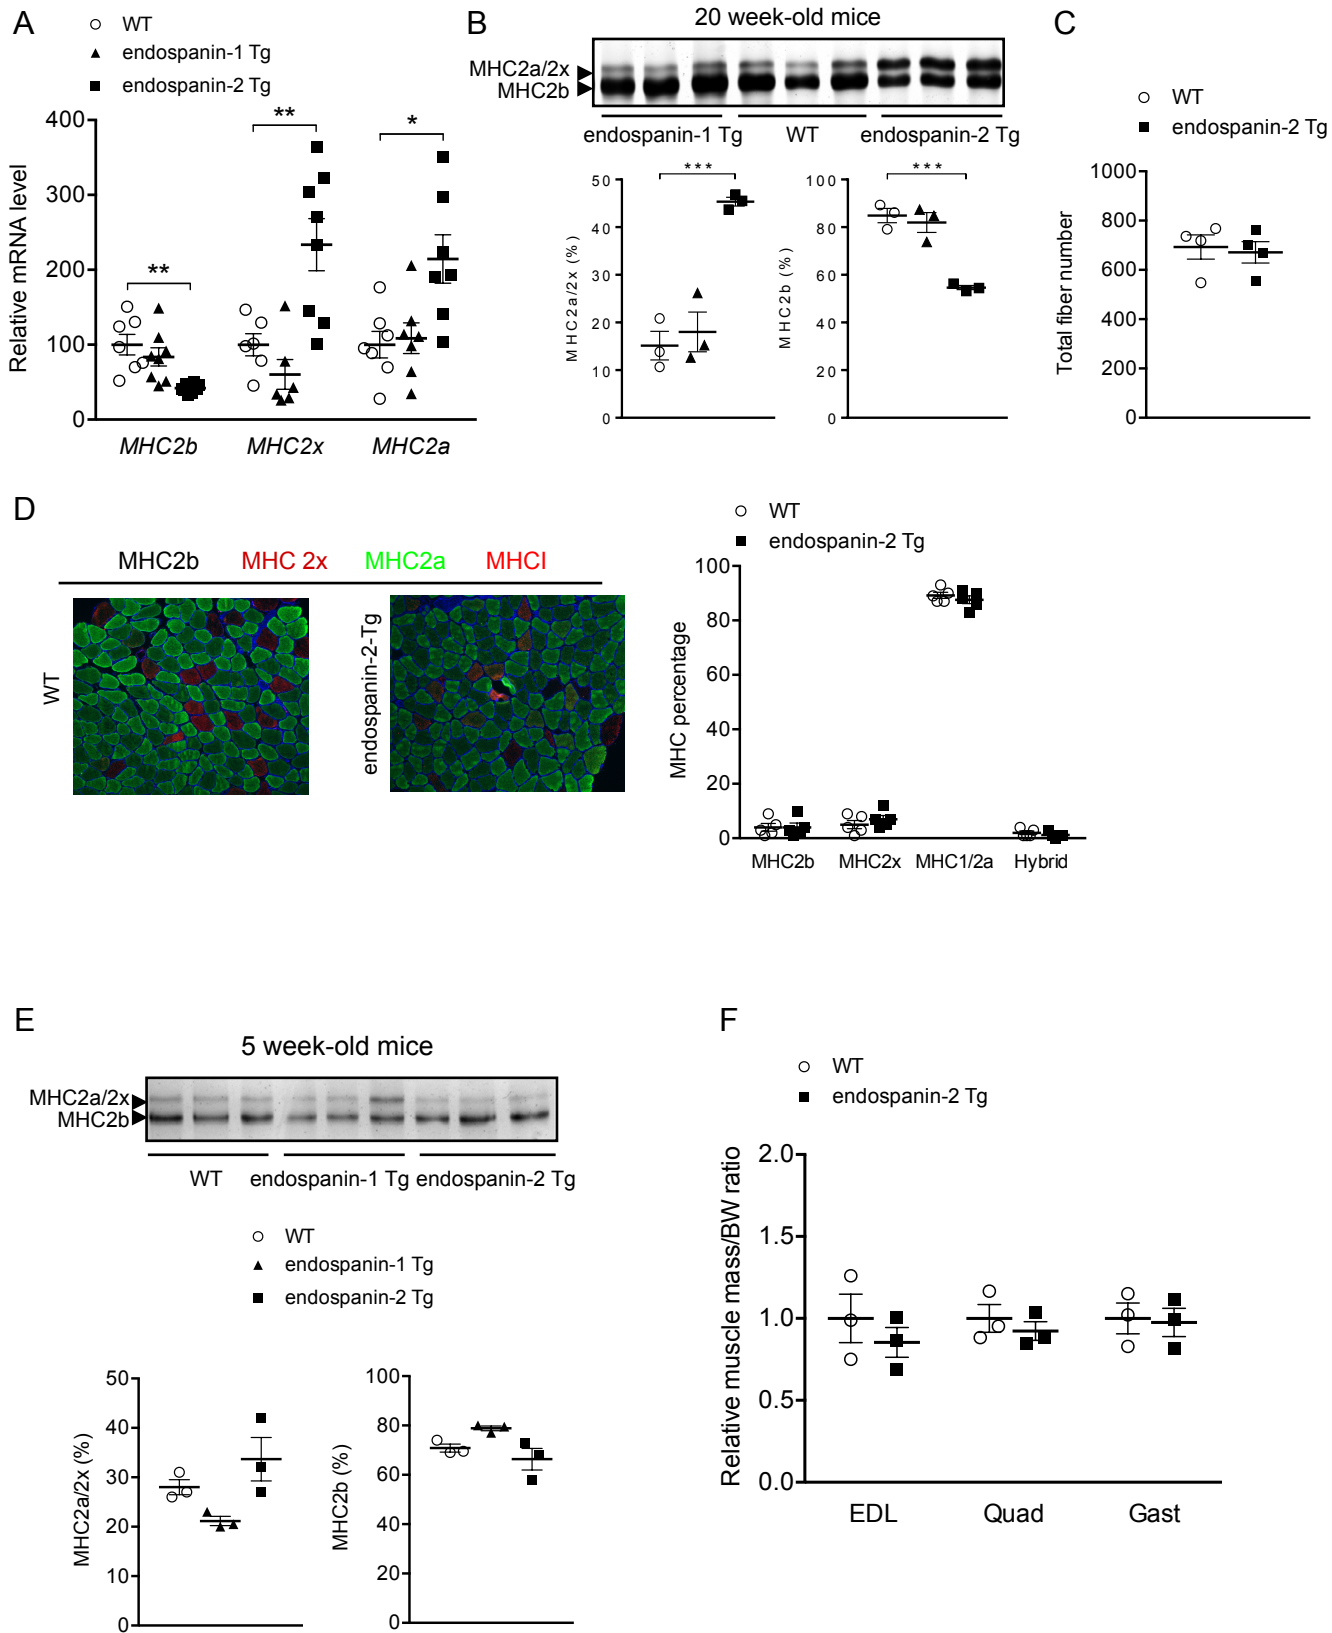 A
WT
endospanin-1 Tg
endospanin-2 Tg
Relative mRNA level
400
300
200
100
0
**
**
*
MHC2b
MHC2x
MHC2a
B
20 week-old mice
MHC2a/2x
MHC2b
endospanin-1 Tg
WT
endospanin-2 Tg
MHC2a/2x (%)
50
40
30
20
10
0
***
MHC2b (%)
100
80
60
40
20
0
***
C
WT
endospanin-2 Tg
Total fiber number
1000
800
600
400
200
0
D
MHC2b MHC 2x MHC2a MHCI
WT
endospanin-2-Tg
WT
endospanin-2 Tg
MHC percentage
100
80
60
40
20
0
MHC2b
MHC2x
MHC1/2a
Hybrid
E
5 week-old mice
MHC2a/2x
MHC2b
WT
endospanin-1 Tg
endospanin-2 Tg
WT
endospanin-1 Tg
endospanin-2 Tg
MHC2a/2x (%)
50
40
30
20
10
0
MHC2b (%)
100
80
60
40
20
0
F
WT
endospanin-2 Tg
Relative muscle mass/BW ratio
2.0
1.5
1.0
0.5
0.0
EDL
Quad
Gast